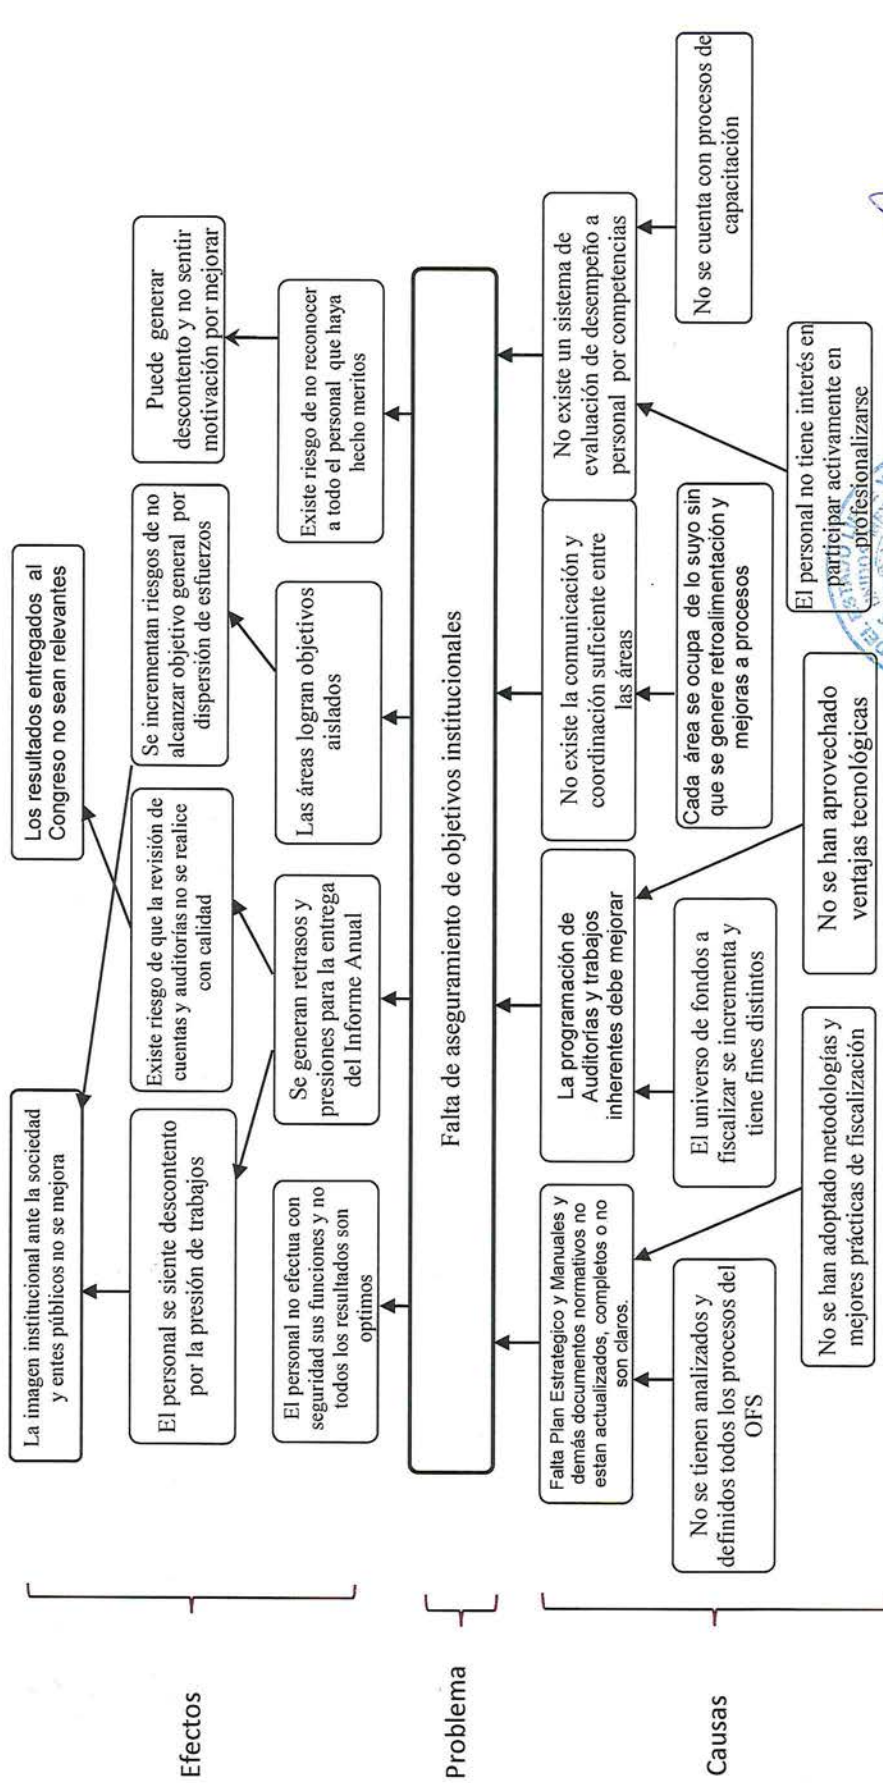 Efectos
La imagen institucional ante la sociedad
y entes públicos no se mejora
Los resultados entregados al
Congreso no sean relevantes
El personal se siente descontento
por la presión de trabajos
Existe riesgo de que la revisión de
cuentas y auditorías no se realice
con calidad
Se incrementan riesgos de no
alcanzar objetivo general por
dispersión de esfuerzos
Puede generar
descontento y no sentir
motivación por mejorar
El personal no efectua con
seguridad sus funciones y no
todos los resultados son
optimos
Se generan retrasos y
presiones para la entrega
del Informe Anual
Las áreas logran objetivos
aislados
Existe riesgo de no reconocer
a todo el personal que haya
hecho meritos
Problema
Falta de aseguramiento de objetivos institucionales
Causas
Falta Plan Estrategico y Manuales y
demás documentos normativos no
estan actualizados, completos o no
son claros.
La programación de
Auditorías y trabajos
inherentes debe mejorar
No existe la comunicación y
coordinación suficiente entre
las áreas
No existe un sistema de
evaluación de desempeño a
personal por competencias
No se tienen analizados y
definidos todos los procesos del
OFS
El universo de fondos a
fiscalizar se incrementa y
tiene fines distintos
Cada área se ocupa de lo suyo sin
que se genere retroalimentación y
mejoras a procesos
No se cuenta con procesos de
capacitación
No se han adoptado metodologías y
mejores prácticas de fiscalización
No se han aprovechado
ventajas tecnológicas
El personal no tiene interés en
participar activamente en
profesionalizarse
DEL ESTADO